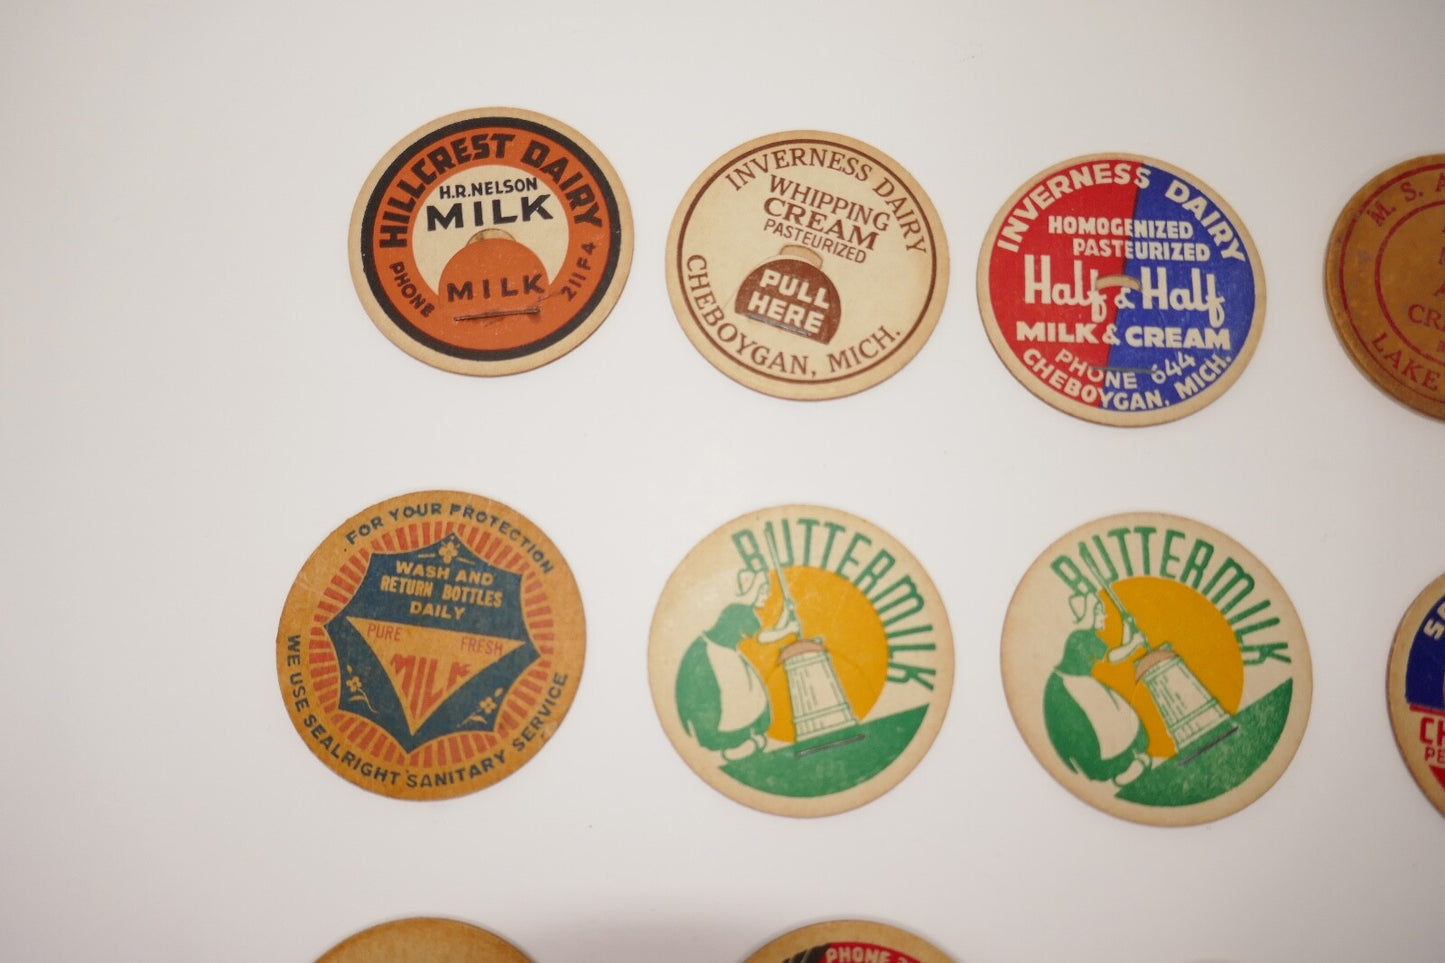 HILLCREST DAIRY
H.R.NELSON
MILK
MILK
PHONE 211F4
INVERNESS DAIRY
WHIPPING
CREAM
PASTEURIZED
PULL
HERE
CHEBOYGAN, MICH.
INVERNESS DAIRY
HOMOGENIZED
PASTEURIZED
Half & Half
MILK & CREAM
PHONE 644
CHEBOYGAN, MICH.
M. S.
LAKE
FOR YOUR PROTECTION
WASH AND
RETURN BOTTLES
DAILY
PURE FRESH
MILK
WE USE SEALRIGHT SANITARY SERVICE
BUTTERMILK
BUTTERMILK
PHONE